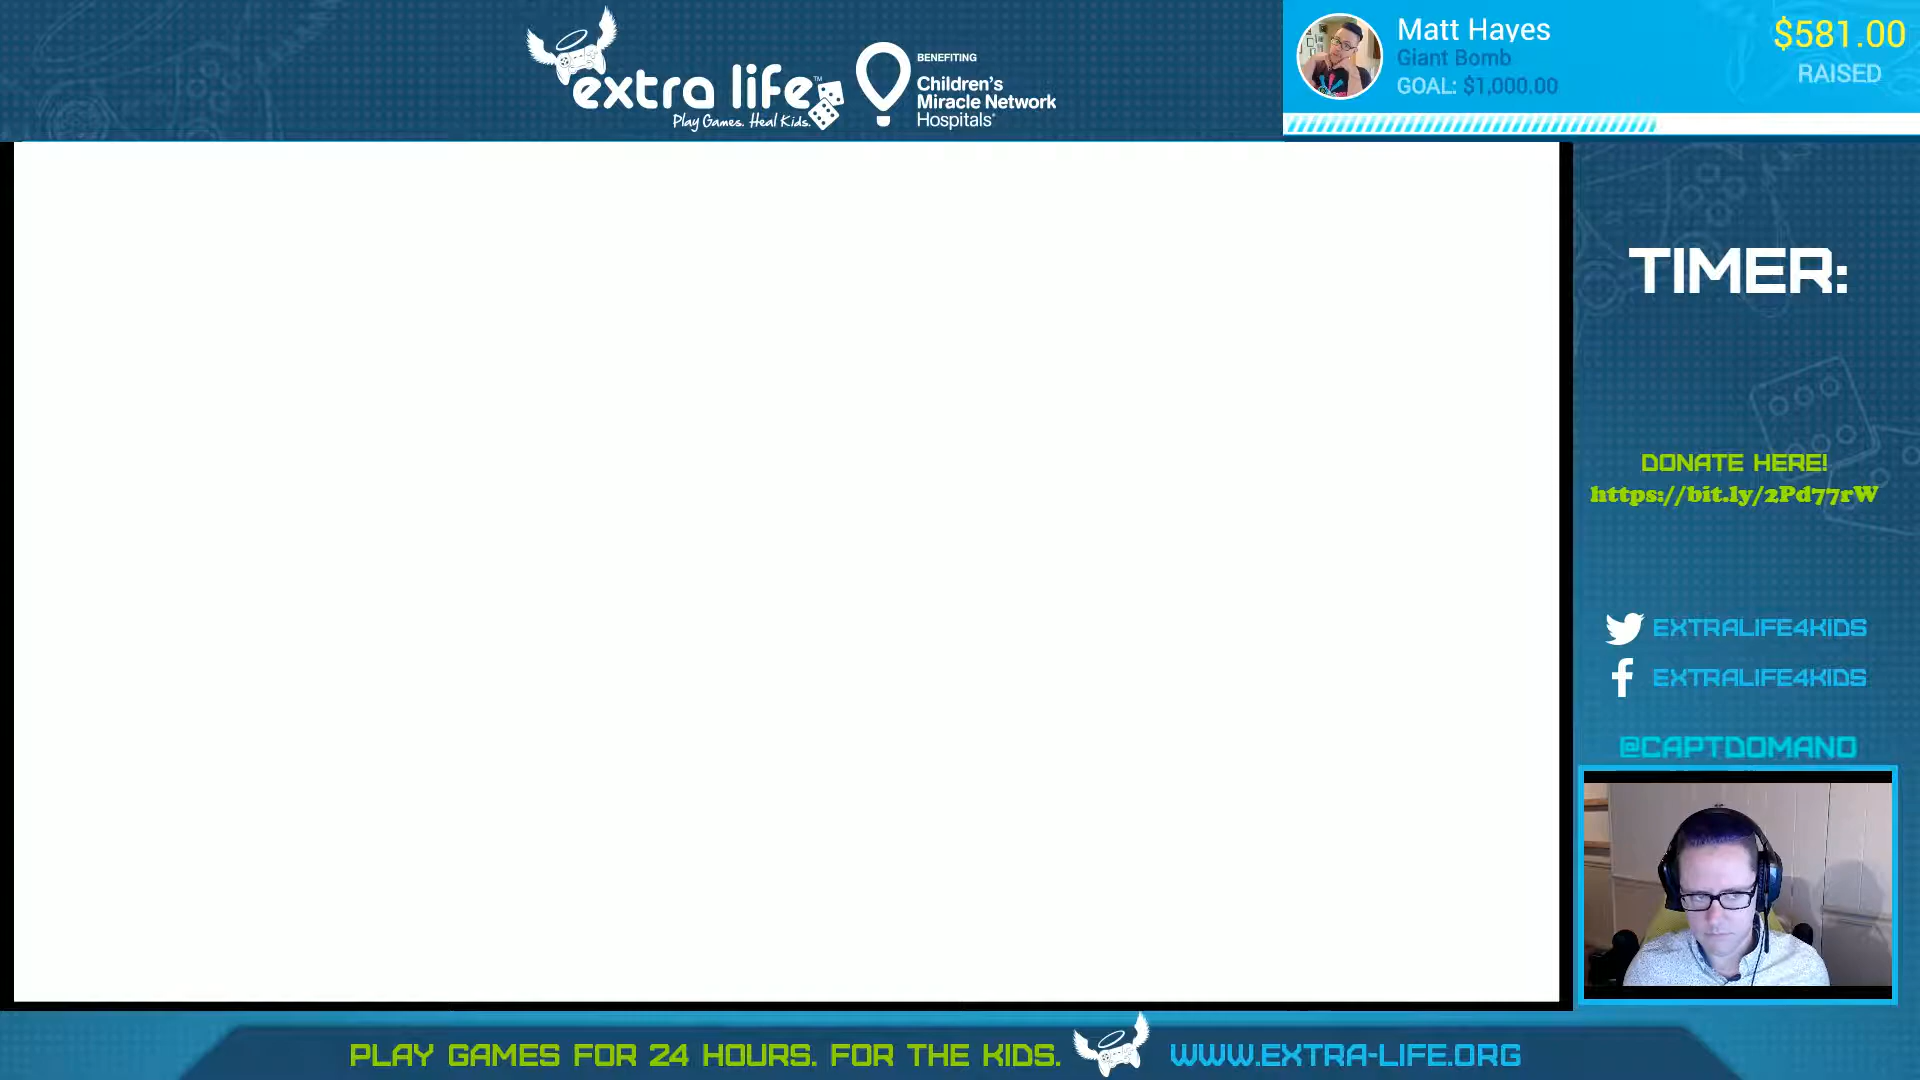 extra life™
Play Games. Heal Kids.
BENEFITING
Children's
Miracle Network
Hospitals®
Matt Hayes
Giant Bomb
GOAL: $1,000.00
$581.00
RAISED
TIMER:
DONATE HERE!
https://bit.ly/2Pd77rW
EXTRALIFE4KIDS
EXTRALIFE4KIDS
@CAPTDOMANO
PLAY GAMES FOR 24 HOURS. FOR THE KIDS.
WWW.EXTRA-LIFE.ORG